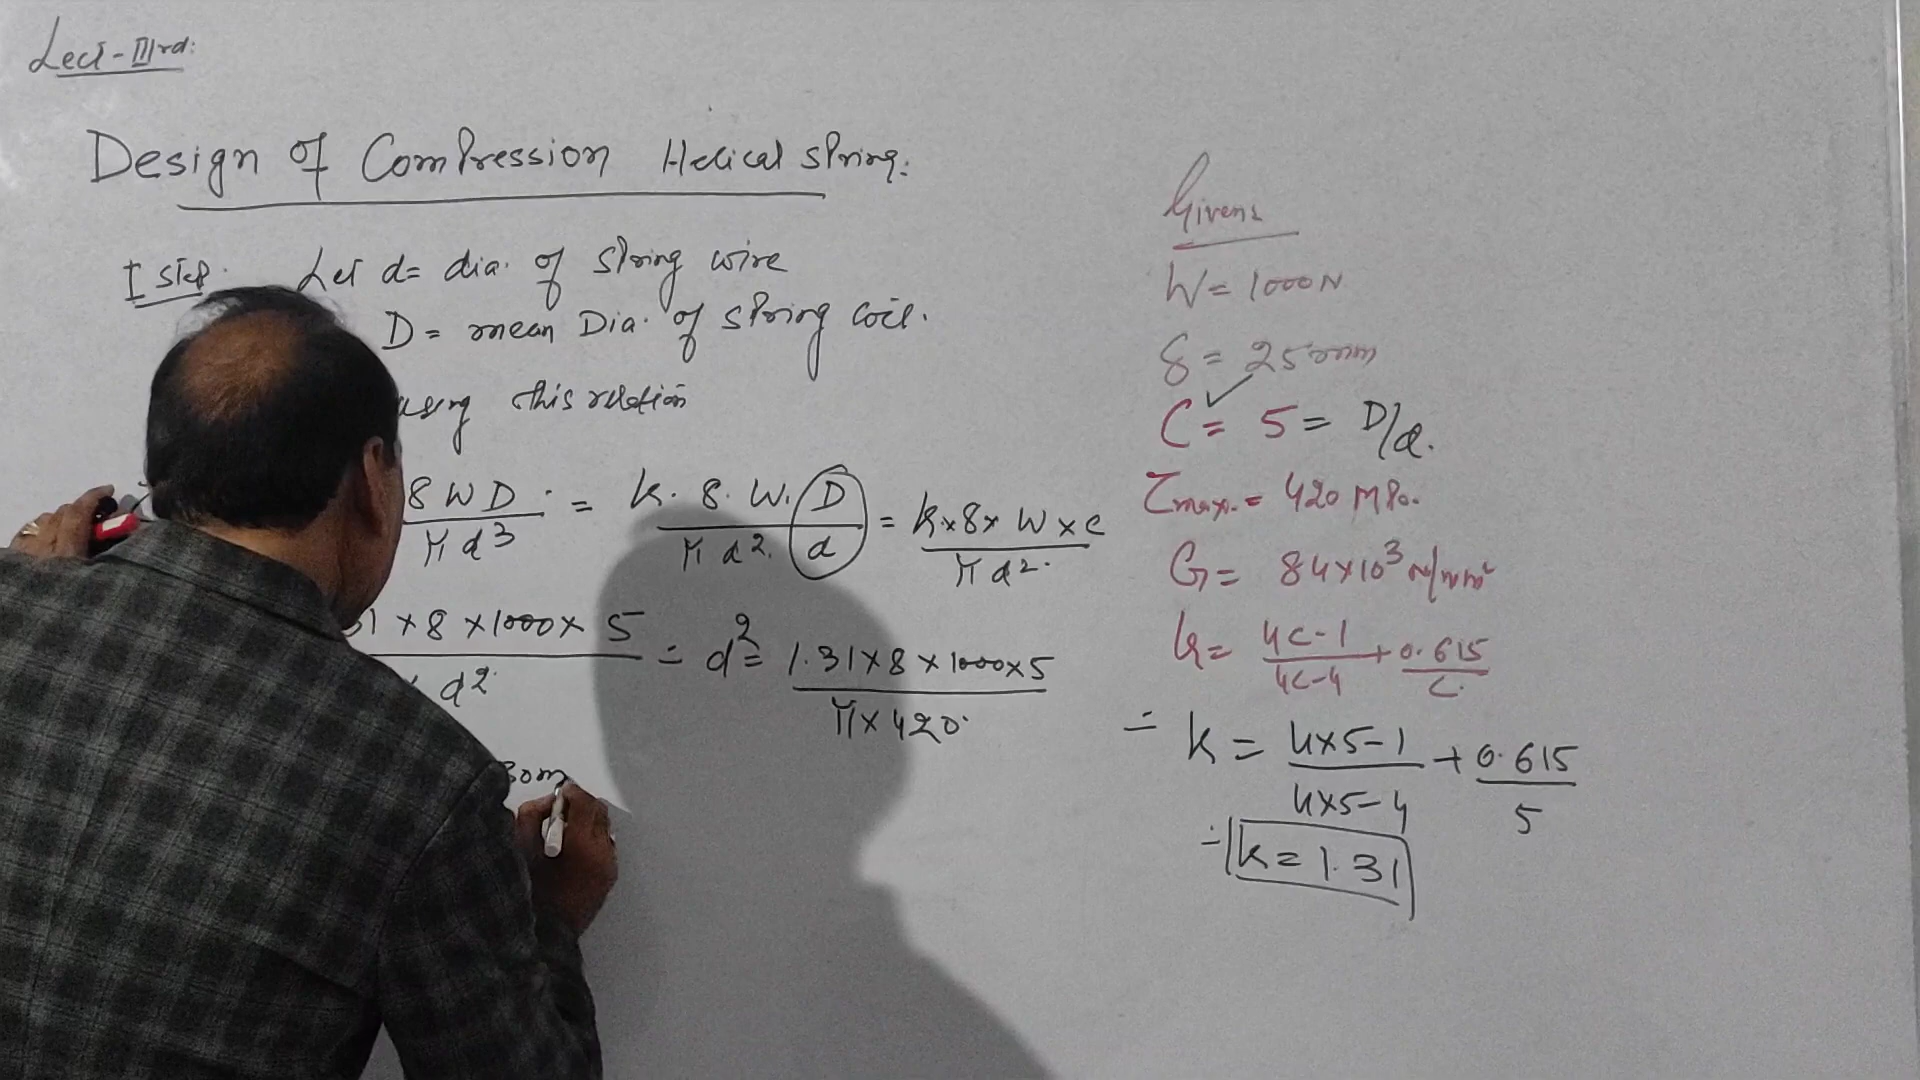 Lect-IIIrd:
Design of Compression Helical spring:
I step: Let d= dia. of spring wire
D= mean Dia. of spring coil.
using this relation
8WD/πd³ = K.8.W.D/πd².d = K×8×W×C/πd².
31×8×1000×5/d² = d²= 1.31×8×1000×5/π×420
30m
Given:
W= 1000N
δ= 25mm
C= 5= D/d.
τmax.= 420 MPa.
G= 84×10³ N/mm²
K= 4C-1/4C-4 + 0.615/C
= K= 4×5-1/4×5-4 + 0.615/5
= K=1.31